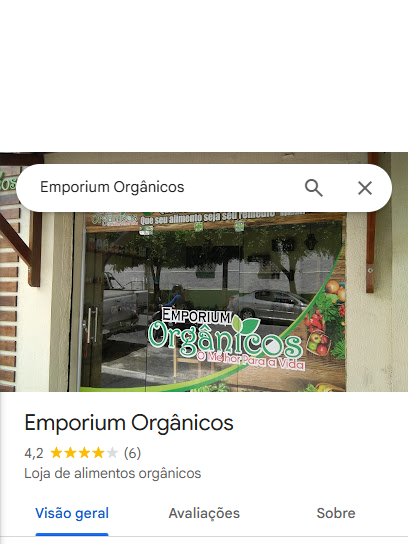 Emporium Orgânicos
Que seu alimento seja seu remédio
EMPORIUM
Orgânicos
O Melhor Para a Vida
Emporium Orgânicos
4,2 (6)
Loja de alimentos orgânicos
Visão geral Avaliações Sobre